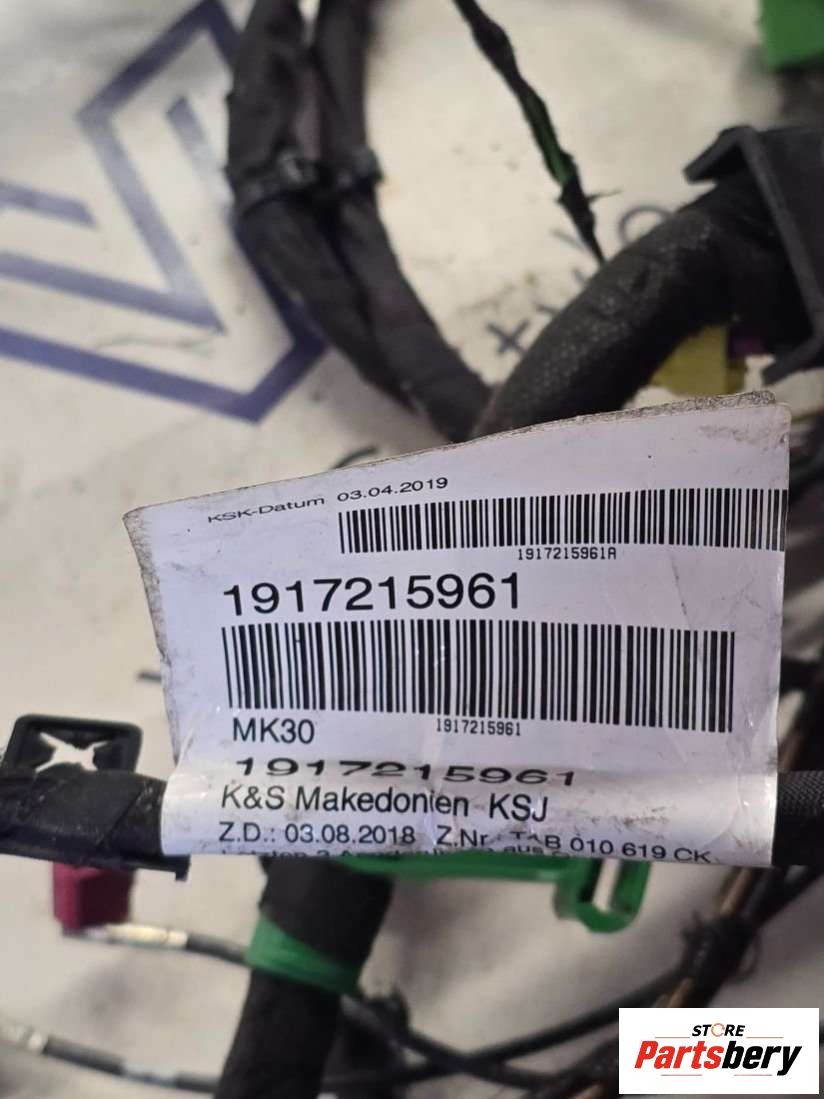 KSK-Datum 03.04.2019
1917215961A
1917215961
1917215961
MK30
1917215961
K&S Makedonien KSJ
Z.D.: 03.08.2018 Z.Nr.: TAB 010 619 CK
STORE
Partsbery